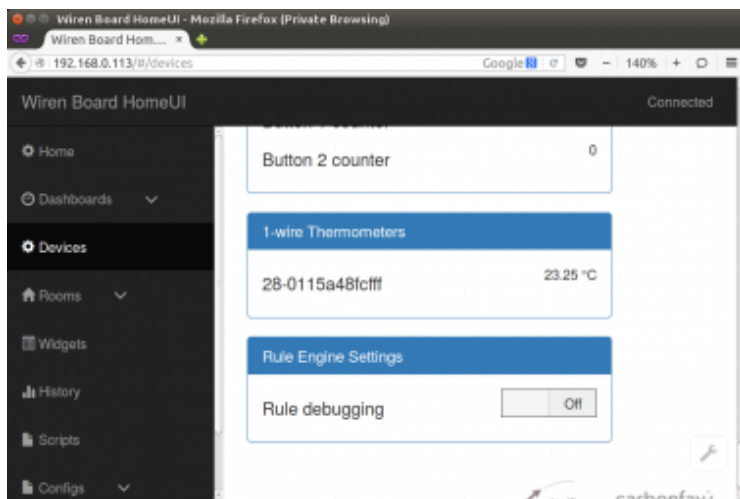 Wiren Board HomeUI - Mozilla Firefox (Private Browsing)
Wiren Board Hom... ×
192.168.0.113/#/devices Google 140%
Wiren Board HomeUI Connected
Home
Dashboards
Devices
Rooms
Widgets
History
Scripts
Configs
Button 2 counter 0
1-wire Thermometers
28-0115a48fcfff 23.25 °C
Rule Engine Settings
Rule debugging Off